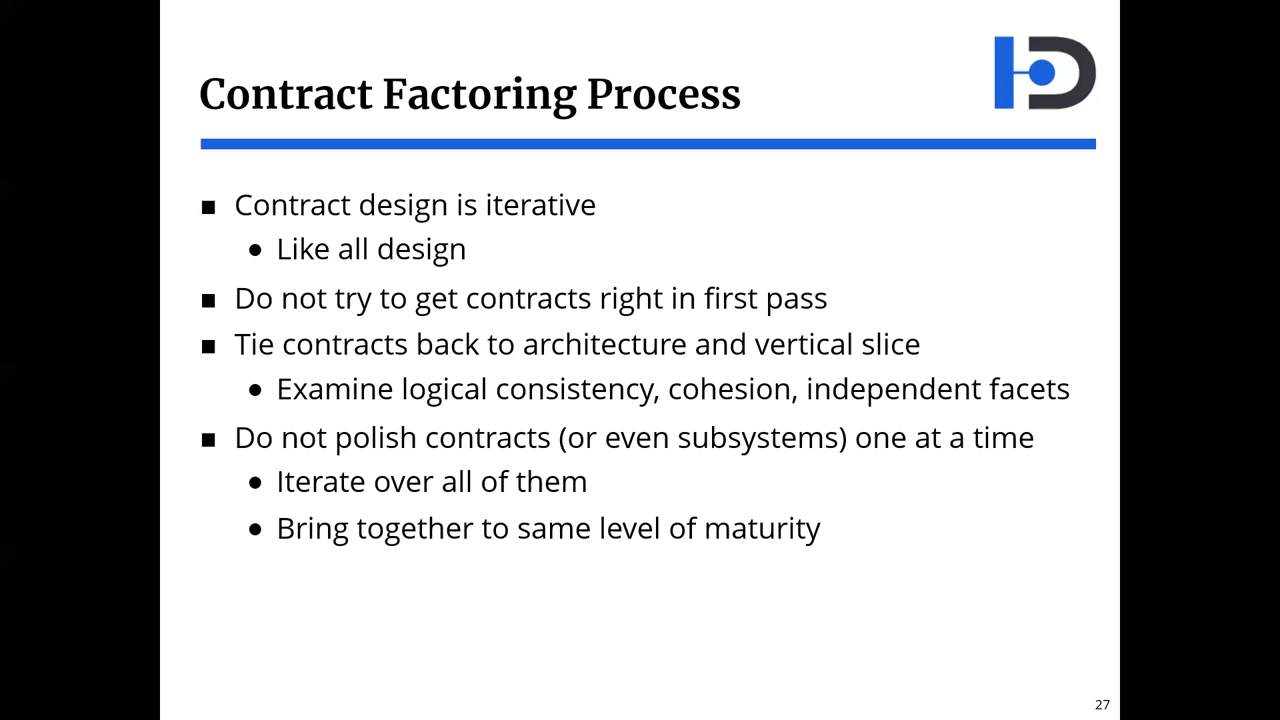 Contract Factoring Process
■ Contract design is iterative
● Like all design
■ Do not try to get contracts right in first pass
■ Tie contracts back to architecture and vertical slice
● Examine logical consistency, cohesion, independent facets
■ Do not polish contracts (or even subsystems) one at a time
● Iterate over all of them
● Bring together to same level of maturity
27